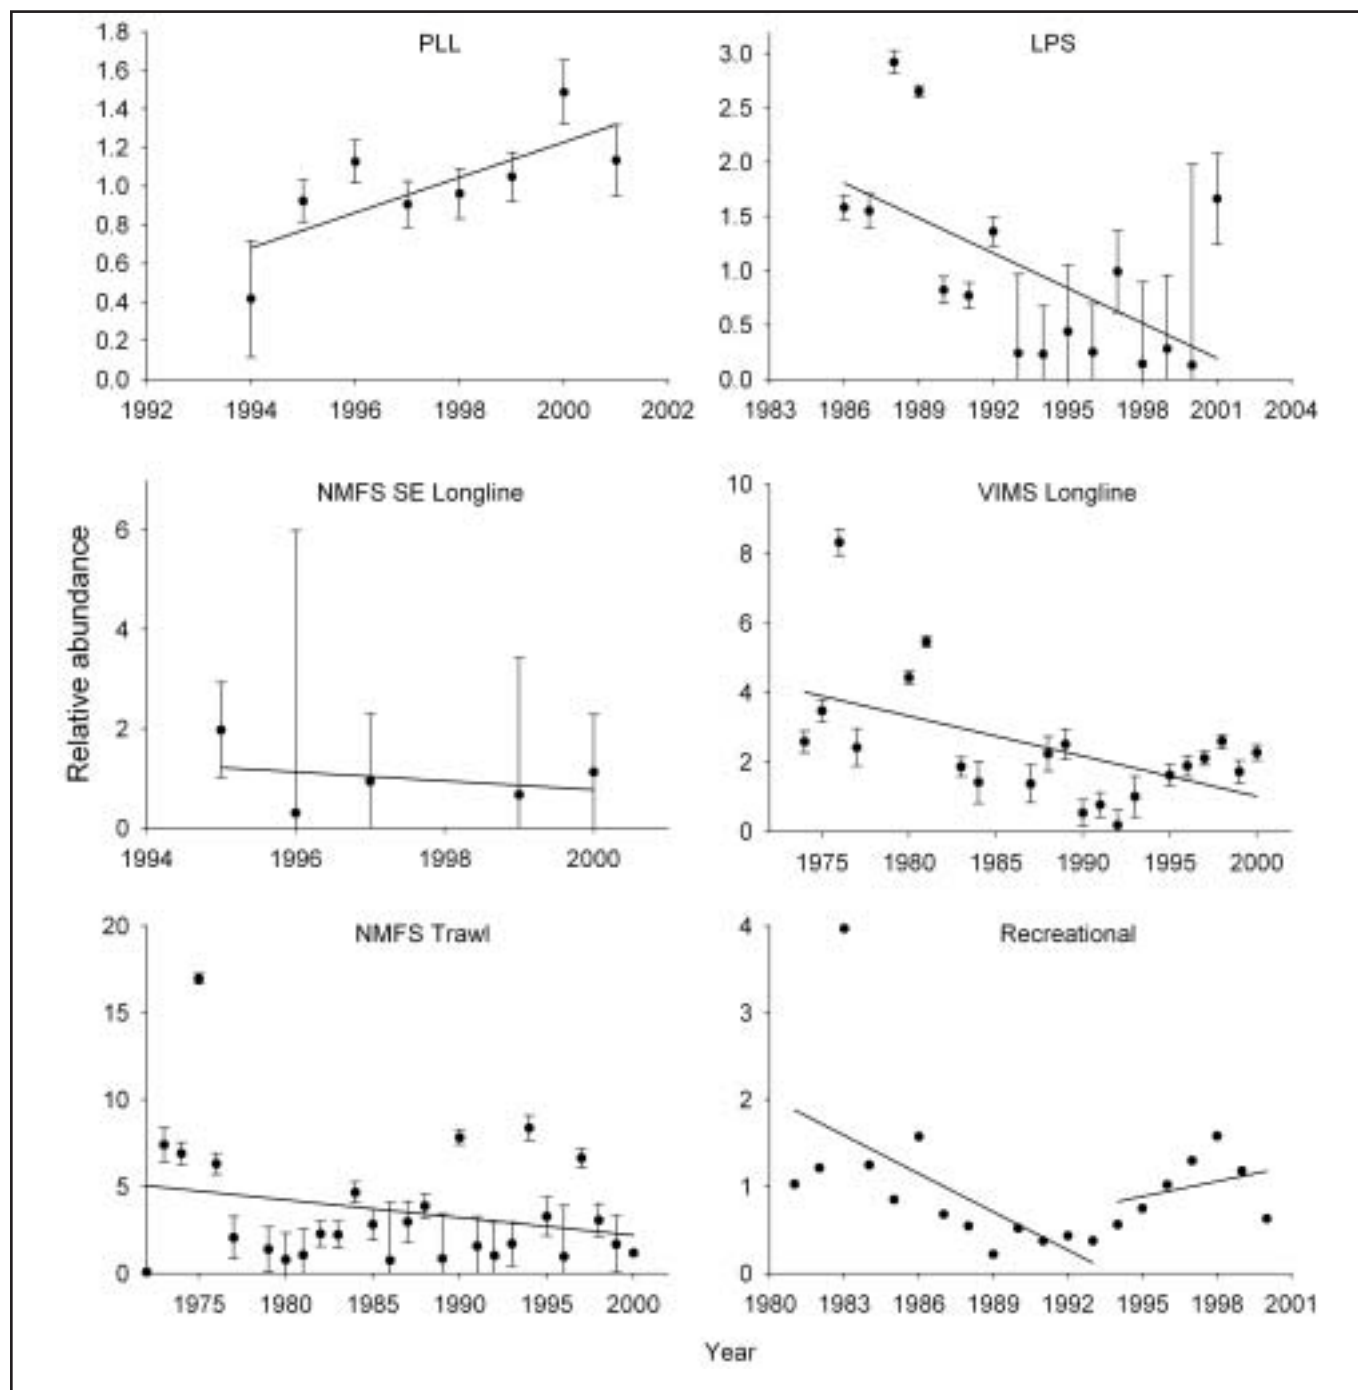 PLL
1.8
1.6
1.4
1.2
1.0
0.8
0.6
0.4
0.2
0.0
1992 1994 1996 1998 2000 2002
LPS
3.0
2.5
2.0
1.5
1.0
0.5
0.0
1983 1986 1989 1992 1995 1998 2001 2004
Relative abundance
NMFS SE Longline
6
4
2
0
1994 1996 1998 2000
VIMS Longline
10
8
6
4
2
0
1975 1980 1985 1990 1995 2000
NMFS Trawl
20
15
10
5
0
1975 1980 1985 1990 1995 2000
Recreational
4
3
2
1
0
1980 1983 1986 1989 1992 1995 1998 2001
Year